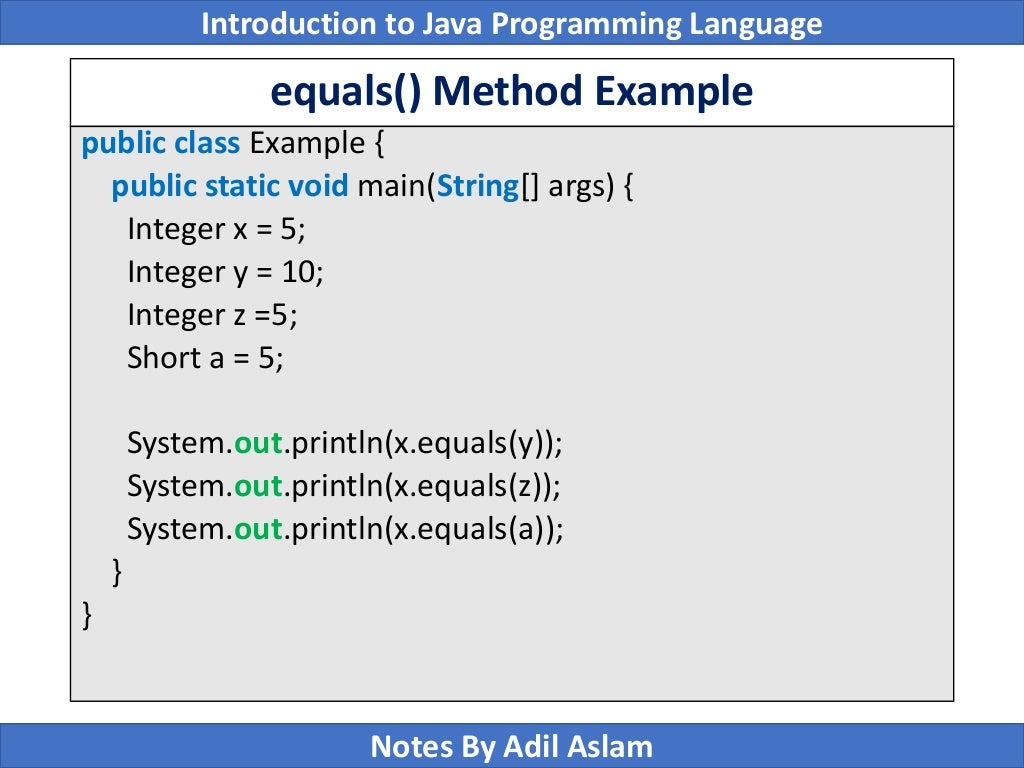 Introduction to Java Programming Language
equals() Method Example
public class Example {
public static void main(String[] args) {
Integer x = 5;
Integer y = 10;
Integer z =5;
Short a = 5;
System.out.println(x.equals(y));
System.out.println(x.equals(z));
System.out.println(x.equals(a));
}
}
Notes By Adil Aslam